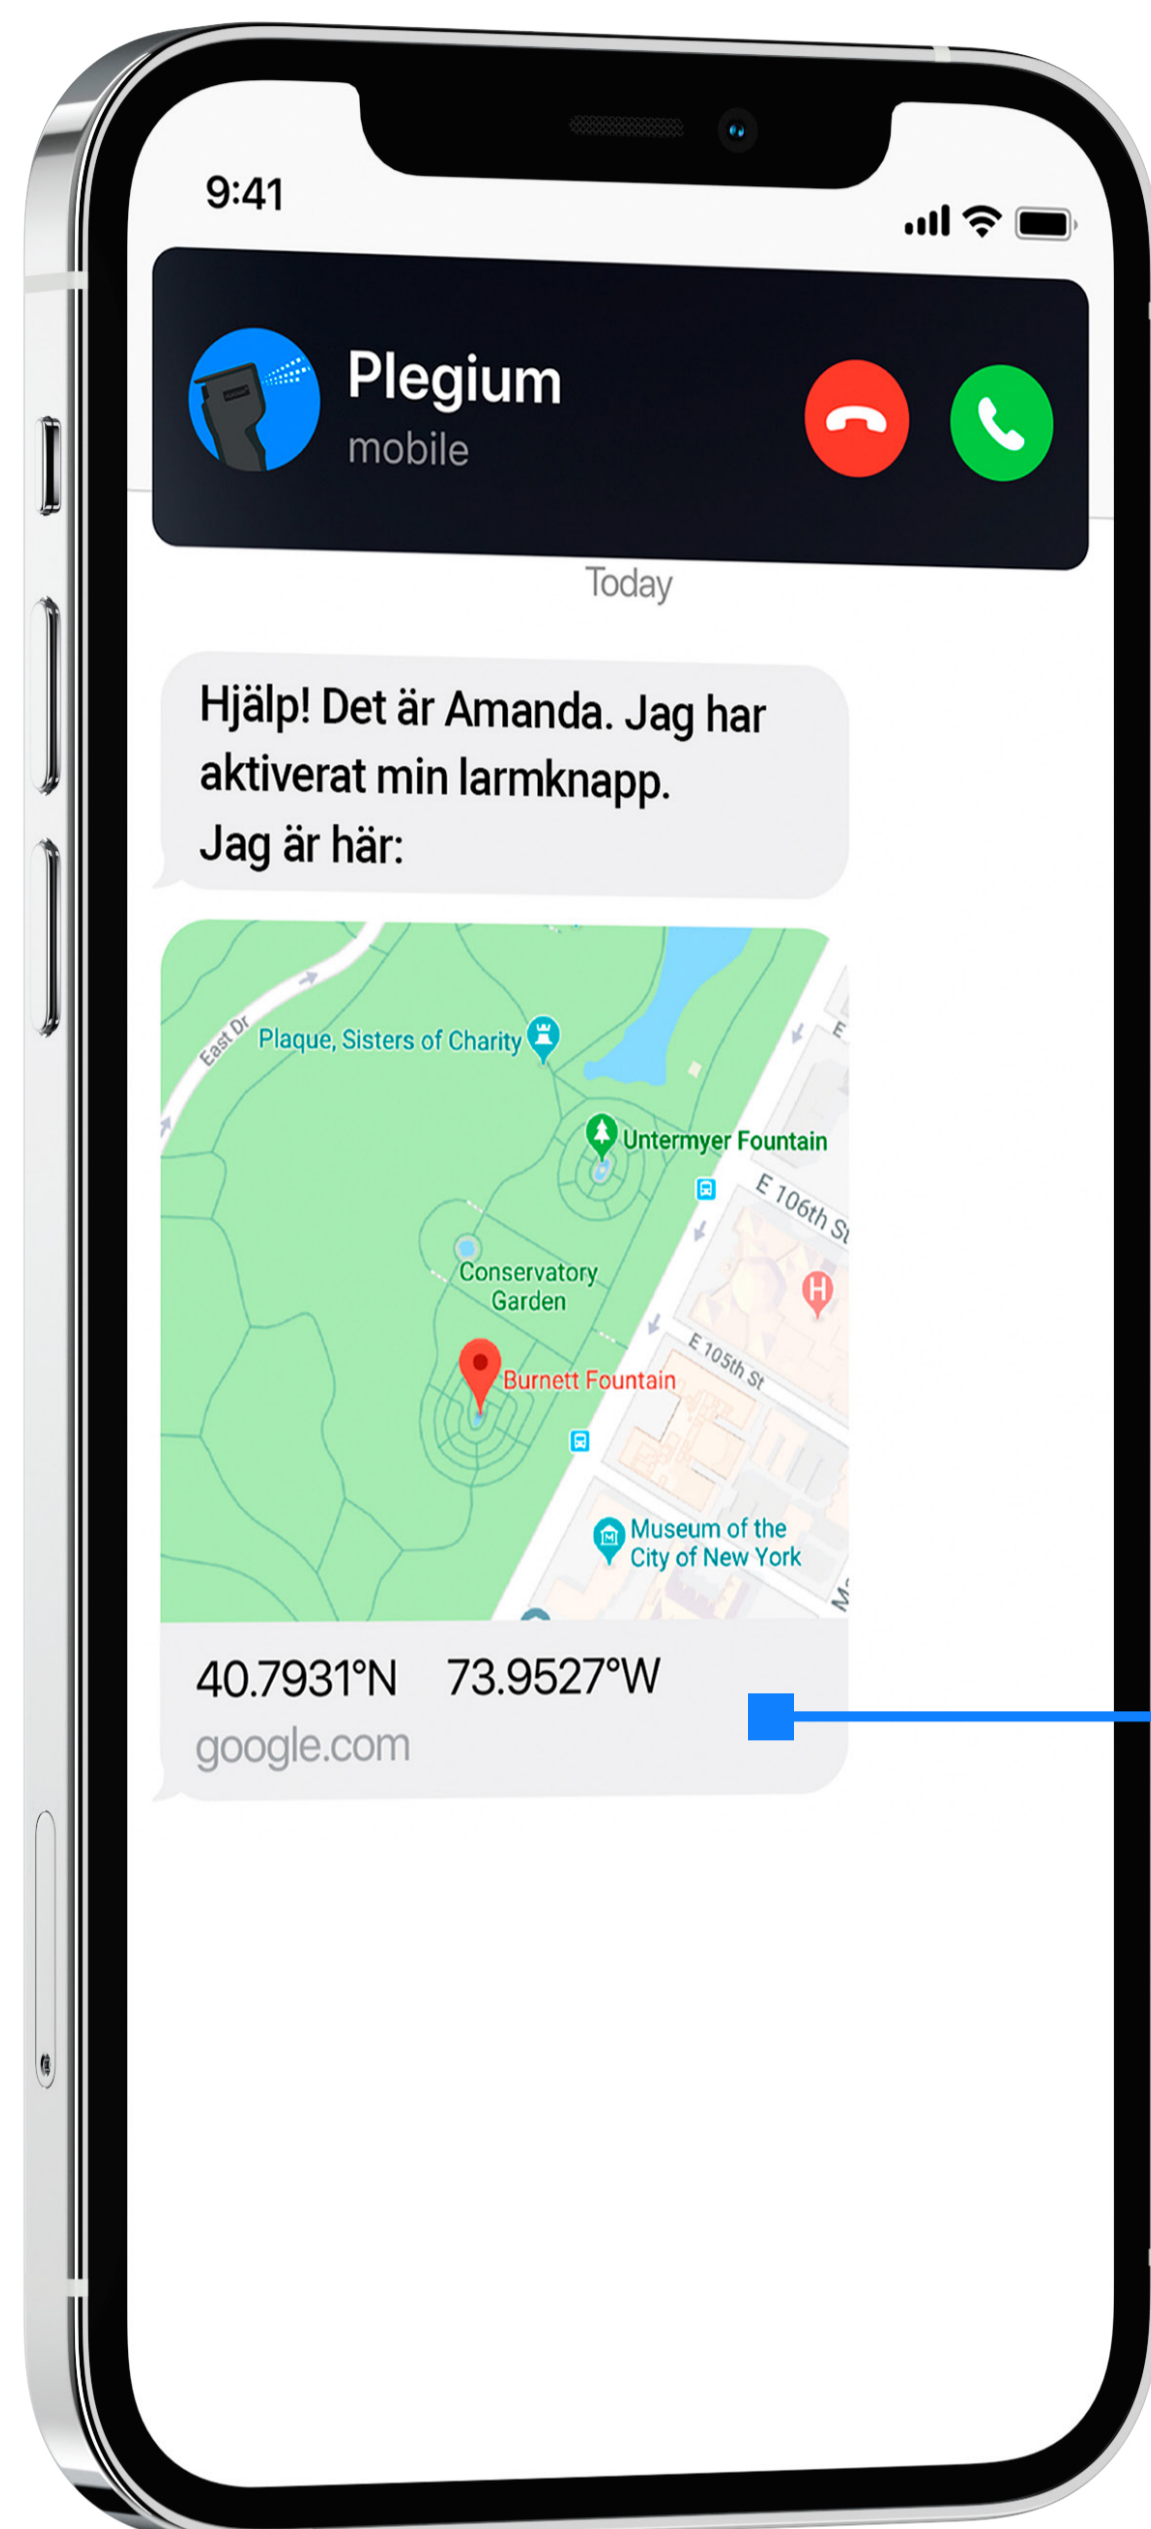 9:41
Plegium
mobile
Today
Hjälp! Det är Amanda. Jag har
aktiverat min larmknapp.
Jag är här:
East Dr
Plaque, Sisters of Charity
E
Untermyer Fountain
E 106th St
H
Conservatory
Garden
E 105th St
Burnett Fountain
Museum of the
City of New York
40.7931°N 73.9527°W
google.com